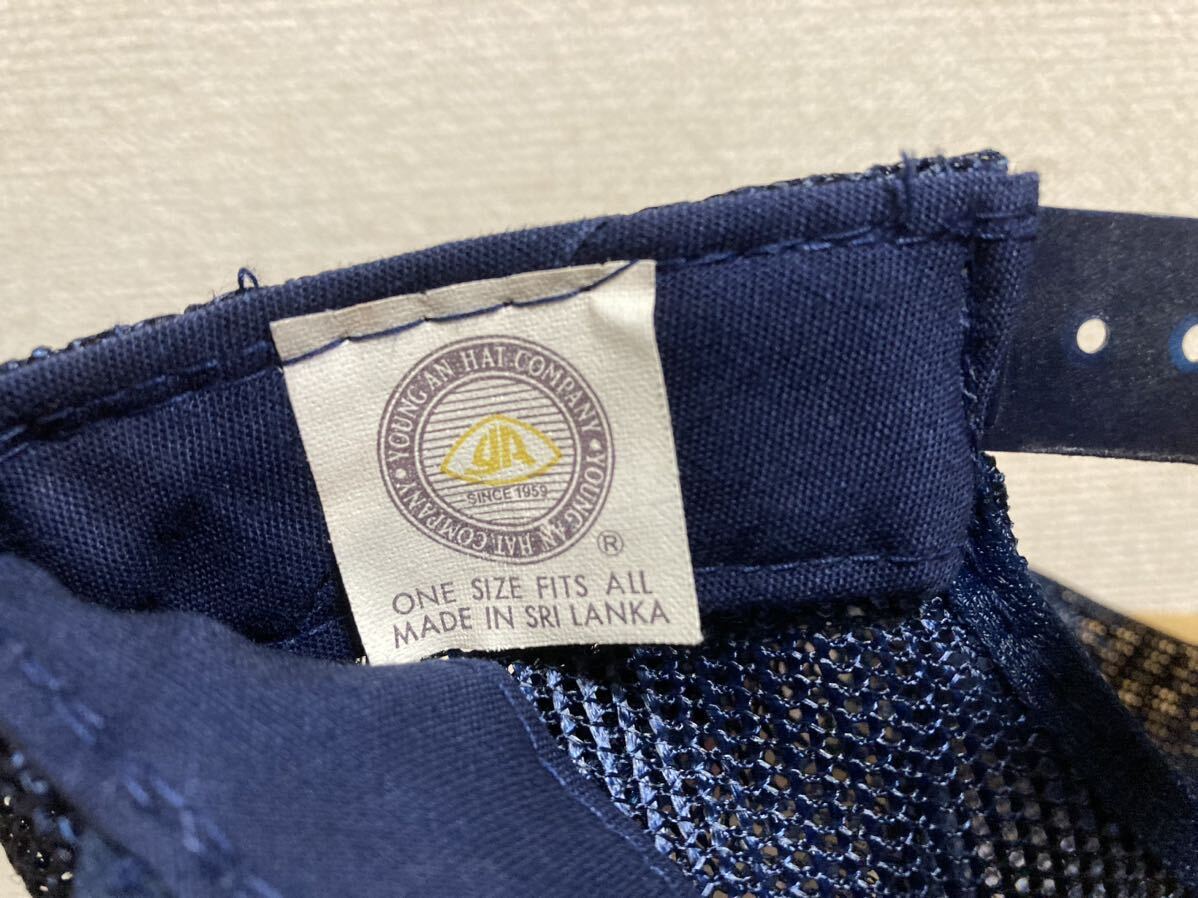 YOUNG AN HAT COMPANY • YOUNG AN HAT COMPANY •
YA
SINCE 1959
®
ONE SIZE FITS ALL
MADE IN SRI LANKA